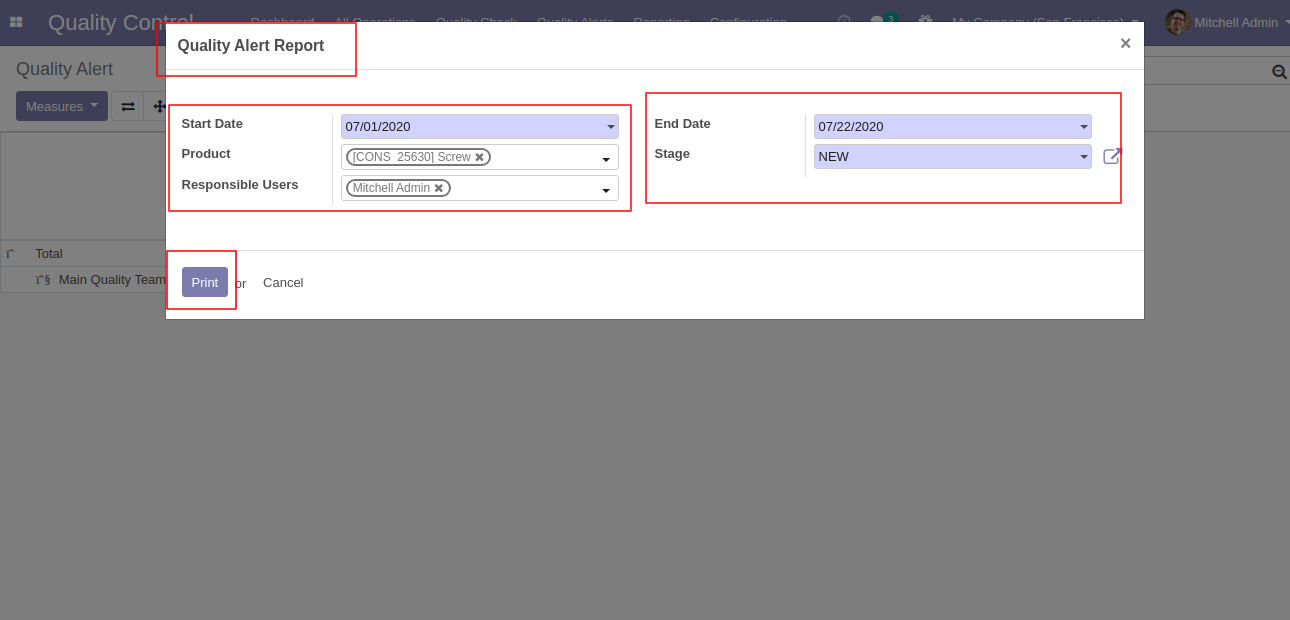 Quality Control Dashboard All Operations Quality Check Quality Alerts Reporting Configuration 3 My Company (San Francisco) Mitchell Admin
Quality Alert Report ×
Quality Alert
Measures
Start Date 07/01/2020 End Date 07/22/2020
Product [CONS_25630] Screw Stage NEW
Responsible Users Mitchell Admin
Total
Main Quality Team
Print or Cancel